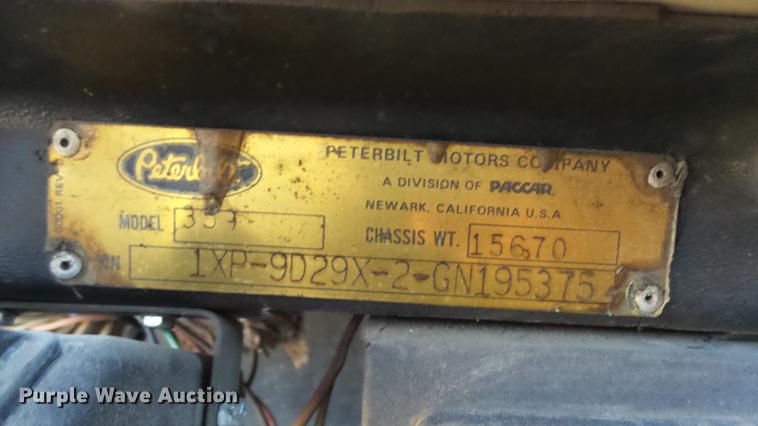 Peterbilt
PETERBILT MOTORS COMPANY
A DIVISION OF PACCAR
NEWARK, CALIFORNIA U.S.A
MODEL
CHASSIS WT. 15670
1XP-9D29X-2-GN195375
Purple Wave Auction